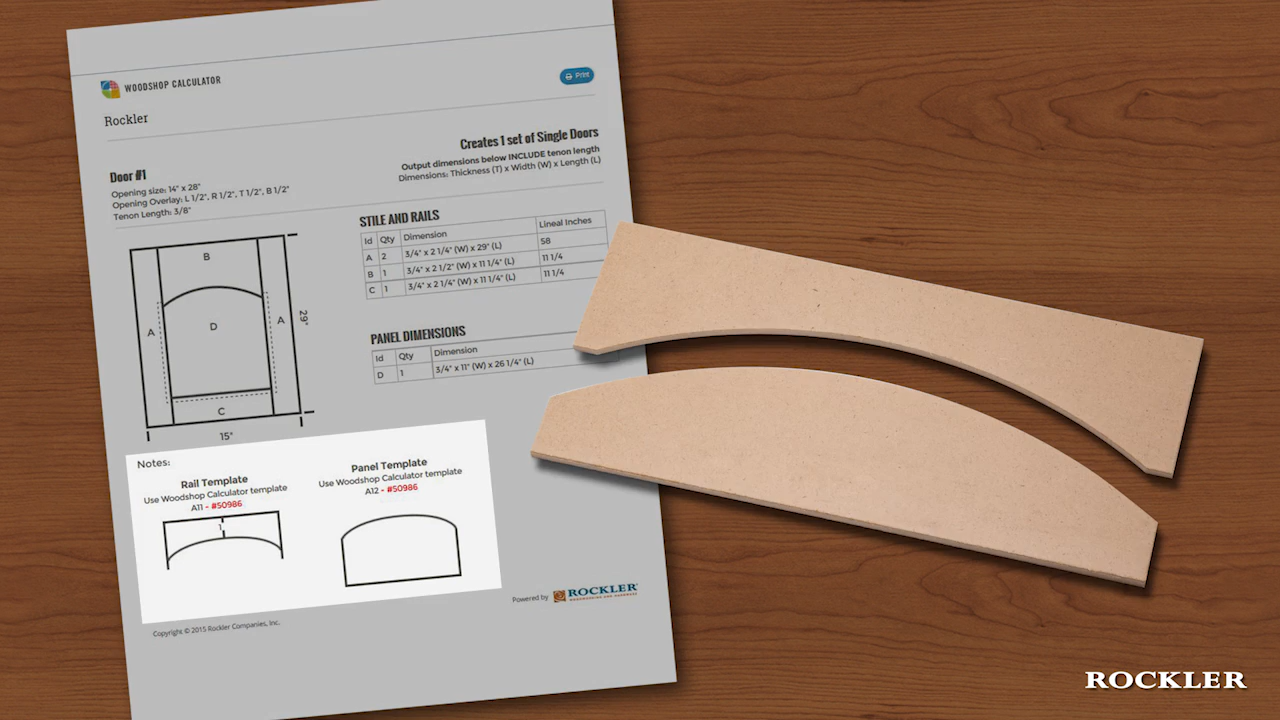 WOODSHOP CALCULATOR
Print
Rockler
Creates 1 set of Single Doors
Output dimensions below INCLUDE tenon length
Dimensions: Thickness (T) x Width (W) x Length (L)
Door #1
Opening size: 14" x 28"
Opening Overlay: L 1/2", R 1/2", T 1/2", B 1/2"
Tenon Length: 3/8"
B
A
D
A
29"
C
15"
STILE AND RAILS
Id Qty Dimension Lineal Inches
A 2 3/4" x 2 1/4" (W) x 29" (L) 58
B 1 3/4" x 2 1/2" (W) x 11 1/4" (L) 11 1/4
C 1 3/4" x 2 1/4" (W) x 11 1/4" (L) 11 1/4
PANEL DIMENSIONS
Id Qty Dimension
D 1 3/4" x 11" (W) x 26 1/4" (L)
Notes:
Rail Template
Use Woodshop Calculator template
A11 - #50986
1
Panel Template
Use Woodshop Calculator template
A12 - #50986
Powered by ROCKLER
WOODWORKING AND HARDWARE
Copyright © 2015 Rockler Companies, Inc.
ROCKLER